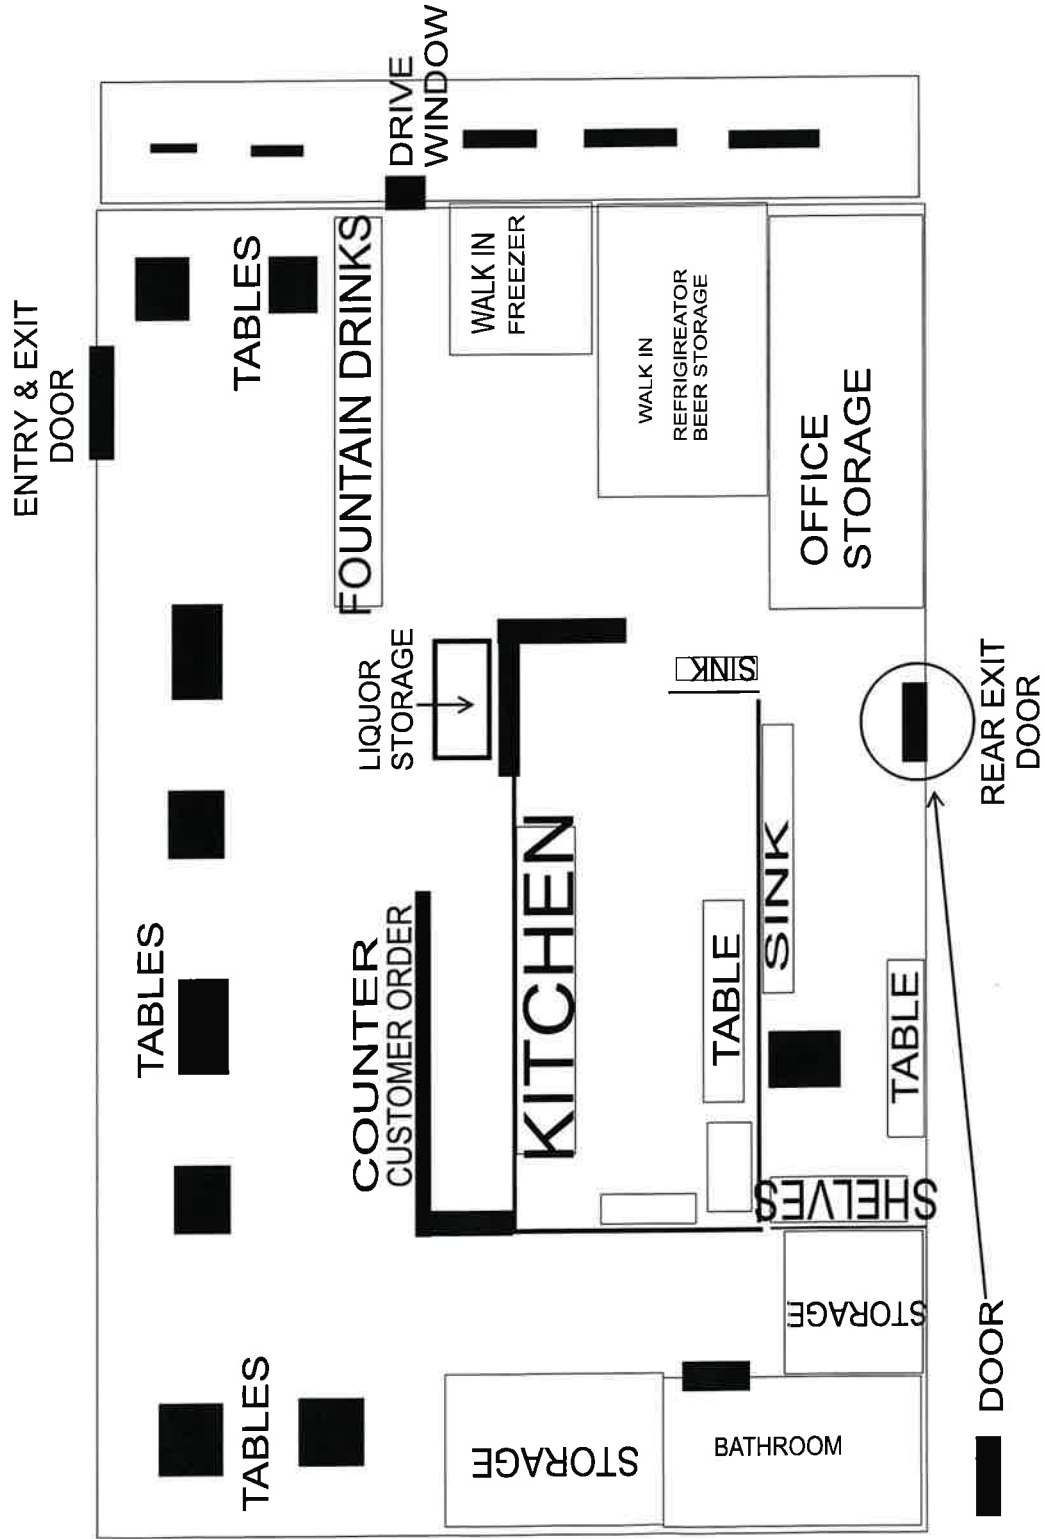 ENTRY & EXIT
DOOR
TABLES
FOUNTAIN DRINKS
DRIVE
WINDOW
WALK IN
FREEZER
WALK IN
REFRIGIREATOR
BEER STORAGE
OFFICE
STORAGE
LIQUOR
STORAGE
SINK
REAR EXIT
DOOR
TABLES
COUNTER
CUSTOMER ORDER
KITCHEN
TABLE
SINK
TABLE
SHELVES
STORAGE
TABLES
STORAGE
BATHROOM
DOOR